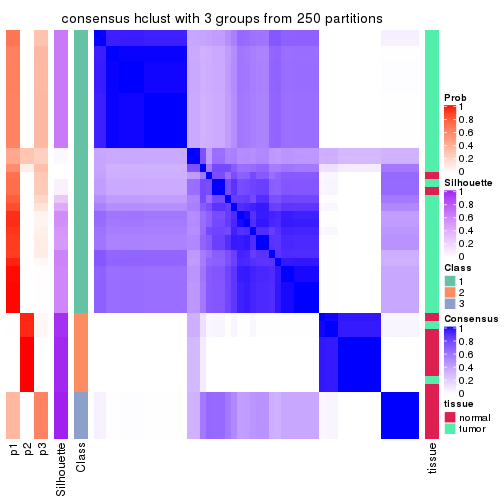 consensus hclust with 3 groups from 250 partitions
Prob
1
0.8
0.6
0.4
0.2
0
Silhouette
1
0.8
0.6
0.4
0.2
0
Class
1
2
3
Consensus
1
0.8
0.6
0.4
0.2
0
tissue
normal
tumor
p1
p2
p3
Silhouette
Class
tissue